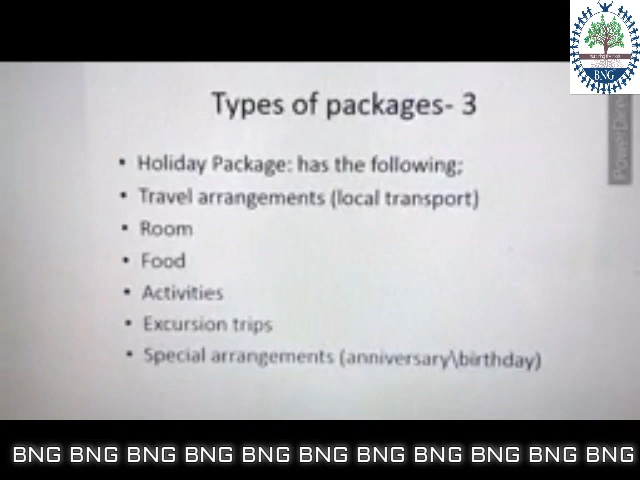 Types of packages- 3
• Holiday Package: has the following;
• Travel arrangements (local transport)
• Room
• Food
• Activities
• Excursion trips
• Special arrangements (anniversary\birthday)
BNG
BNG BNG BNG BNG BNG BNG BNG BNG BNG BNG BNG